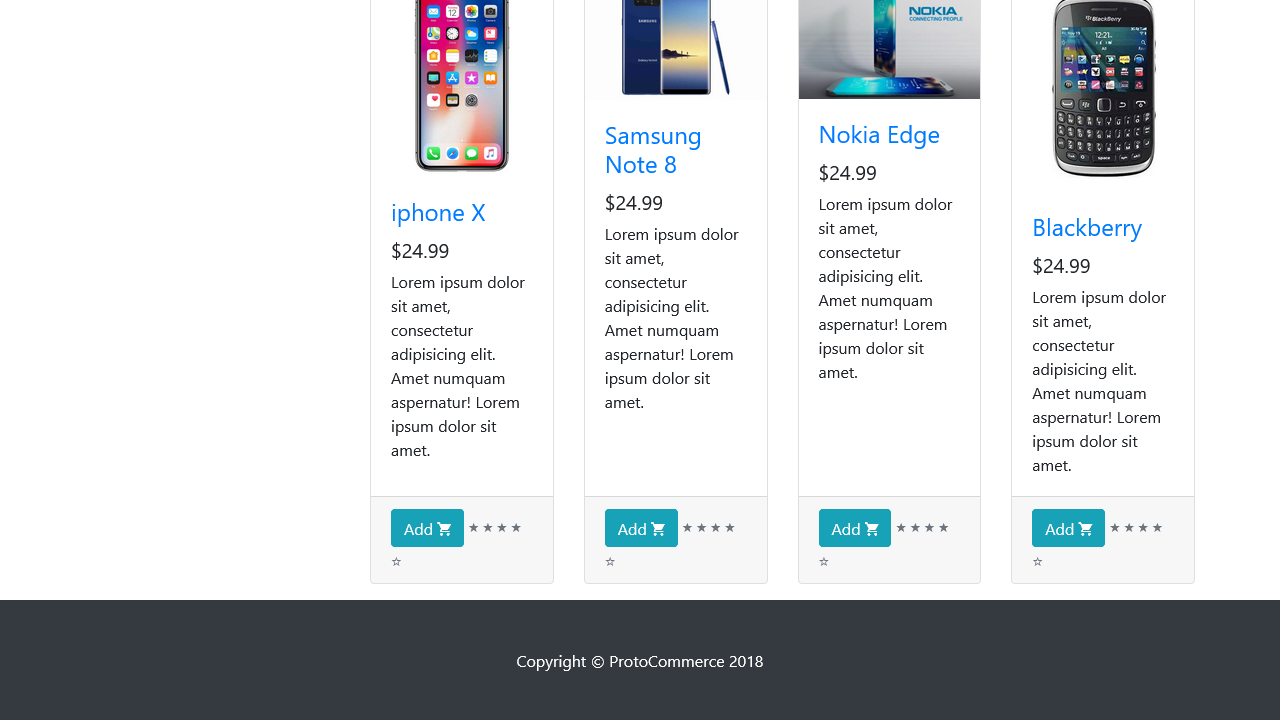 SAMSUNG
NOKIA
CONNECTING PEOPLE
BlackBerry
12:21
iphone X
$24.99
Lorem ipsum dolor
sit amet,
consectetur
adipisicing elit.
Amet numquam
aspernatur! Lorem
ipsum dolor sit
amet.
Add
★ ★ ★ ★
☆
Samsung
Note 8
$24.99
Lorem ipsum dolor
sit amet,
consectetur
adipisicing elit.
Amet numquam
aspernatur! Lorem
ipsum dolor sit
amet.
Add
★ ★ ★ ★
☆
Nokia Edge
$24.99
Lorem ipsum dolor
sit amet,
consectetur
adipisicing elit.
Amet numquam
aspernatur! Lorem
ipsum dolor sit
amet.
Add
★ ★ ★ ★
☆
Blackberry
$24.99
Lorem ipsum dolor
sit amet,
consectetur
adipisicing elit.
Amet numquam
aspernatur! Lorem
ipsum dolor sit
amet.
Add
★ ★ ★ ★
☆
Copyright © ProtoCommerce 2018